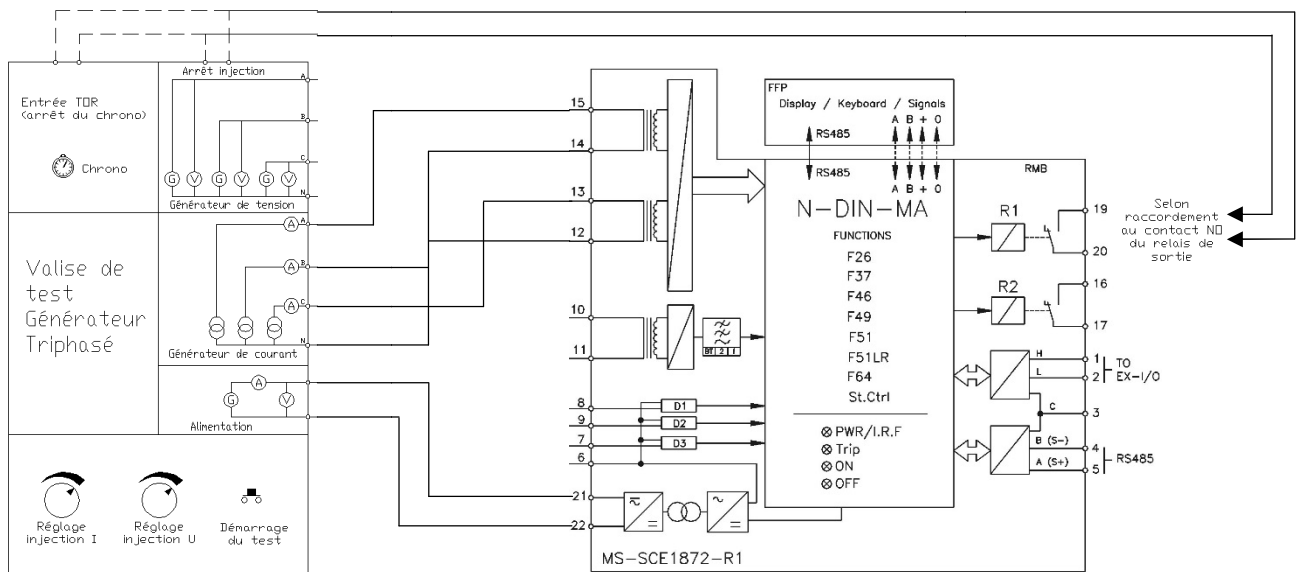 Arrêt injection
Entrée TOR
(arrêt du chrono)
Chrono
A
B
C
N
G V G V G V
Générateur de tension
Valise de
test
Générateur
Triphasé
A
A
A
A
B
C
N
Générateur de courant
A
G
V
Alimentation
Réglage
injection I
Réglage
injection U
Démarrage
du test
15
14
13
12
10
11
8
9
7
6
21
22
BT 2 I
D1
D2
D3
MS-SCE1872-R1
FFP
Display / Keyboard / Signals
RS485
A B + O
RS485
A B + O
N-DIN-MA
FUNCTIONS
F26
F37
F46
F49
F51
F51LR
F64
St.Ctrl
PWR/I.R.F
Trip
ON
OFF
RMB
R1
19
20
R2
16
17
H
1
L
2
TO
EX-I/O
C
3
B (S-)
4
A (S+)
5
RS485
Selon
raccordement
au contact NO
du relais de
sortie